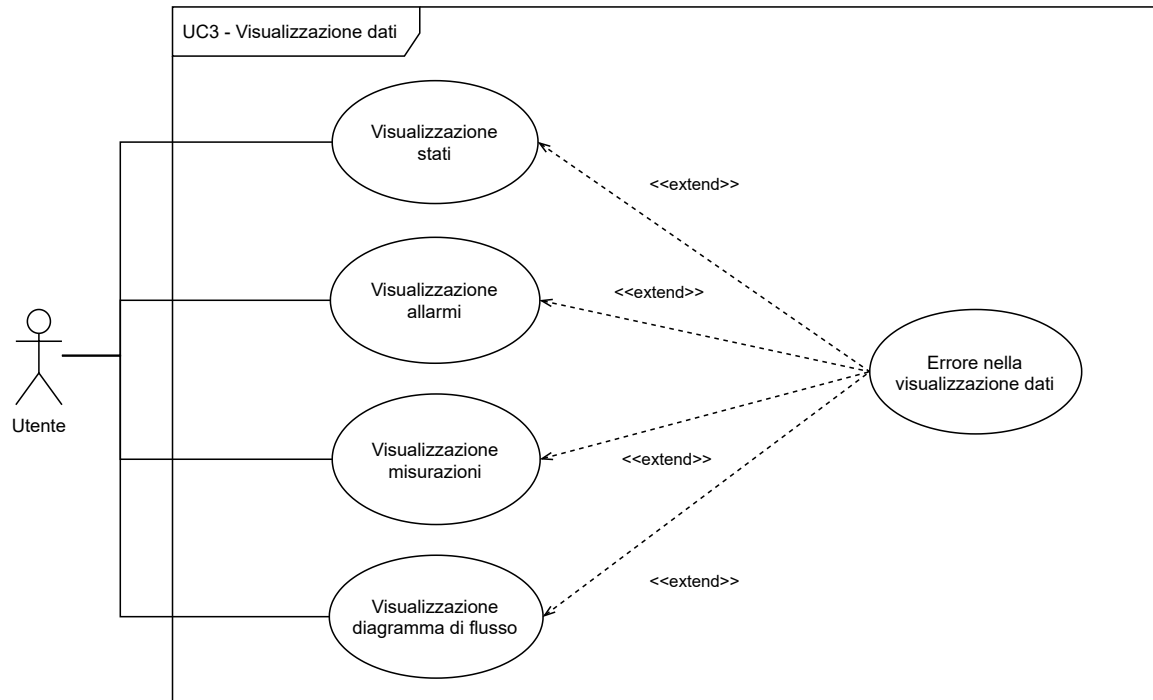 UC3 - Visualizzazione dati
Visualizzazione
stati
<<extend>>
Visualizzazione
allarmi
<<extend>>
Errore nella
visualizzazione dati
Utente
Visualizzazione
misurazioni
<<extend>>
Visualizzazione
diagramma di flusso
<<extend>>